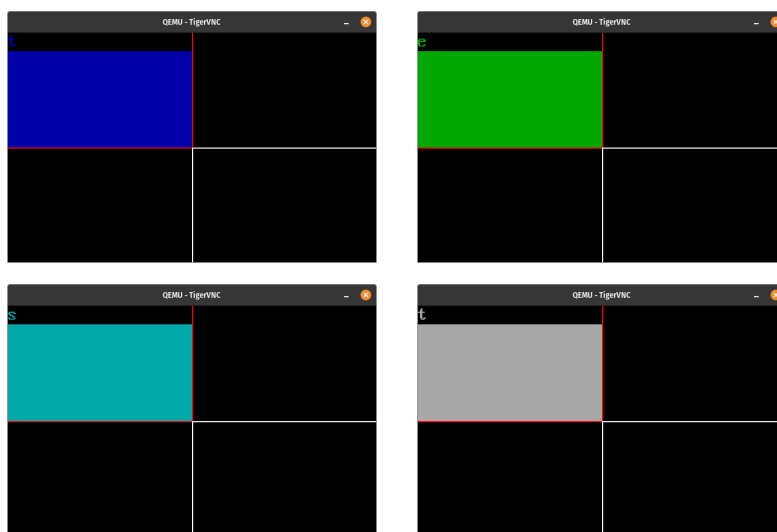 QEMU - TigerVNC
t
QEMU - TigerVNC
e
QEMU - TigerVNC
s
QEMU - TigerVNC
t